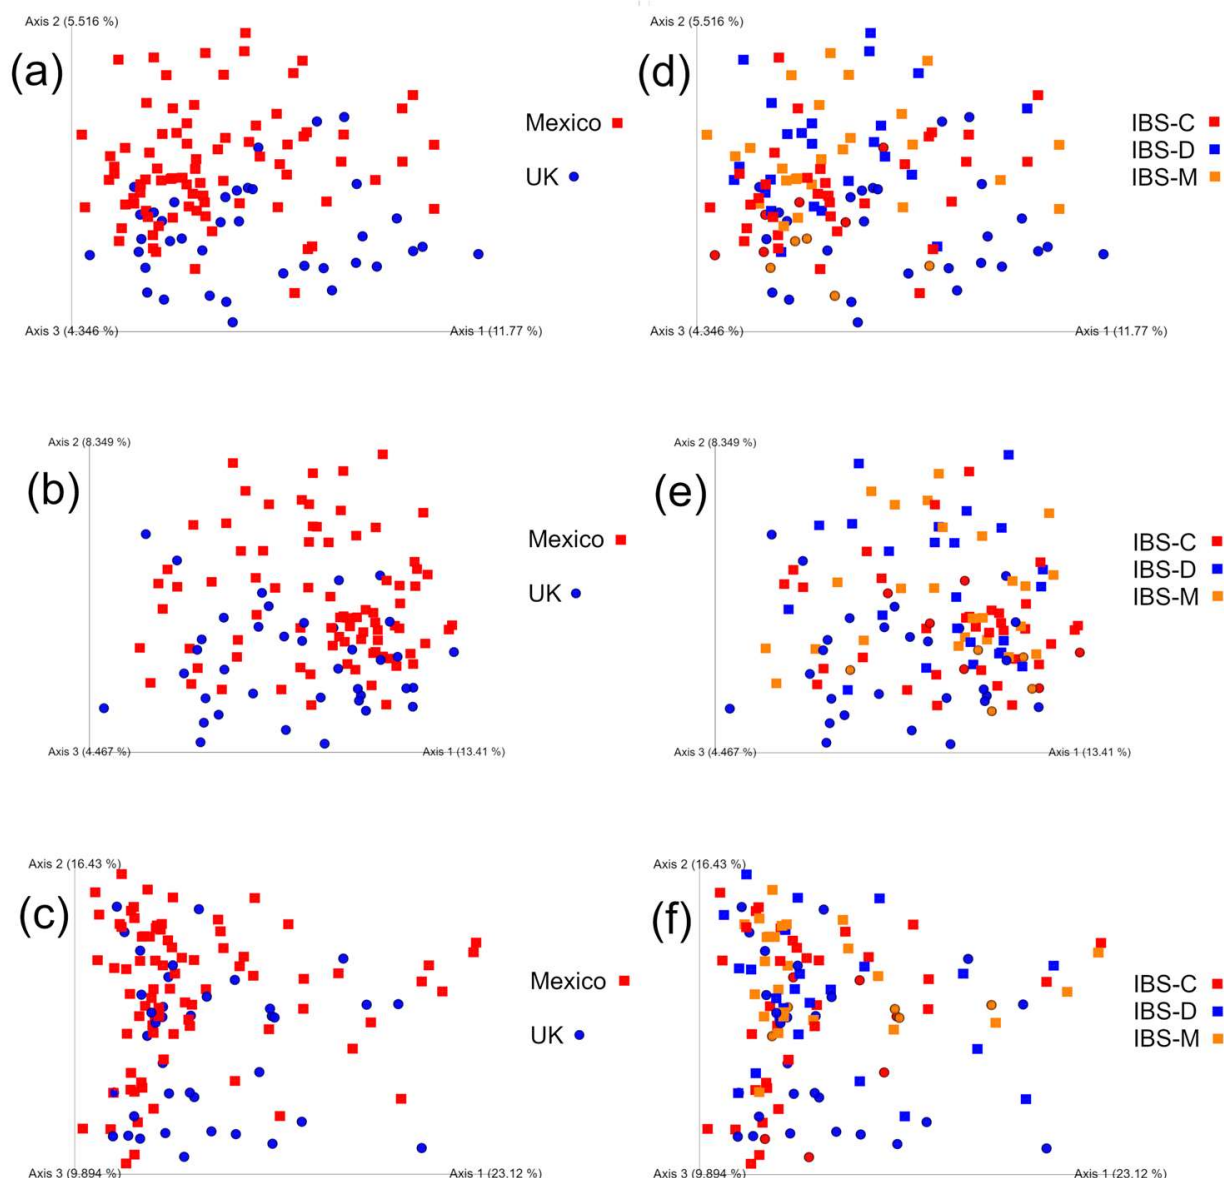 Axis 2 (5.516 %)
(a)
Mexico
UK
Axis 3 (4.346 %)
Axis 1 (11.77 %)
Axis 2 (5.516 %)
(d)
IBS-C
IBS-D
IBS-M
Axis 3 (4.346 %)
Axis 1 (11.77 %)
Axis 2 (8.349 %)
(b)
Mexico
UK
Axis 3 (4.467 %)
Axis 1 (13.41 %)
Axis 2 (8.349 %)
(e)
IBS-C
IBS-D
IBS-M
Axis 3 (4.467 %)
Axis 1 (13.41 %)
Axis 2 (16.43 %)
(c)
Mexico
UK
Axis 3 (9.894 %)
Axis 1 (23.12 %)
Axis 2 (16.43 %)
(f)
IBS-C
IBS-D
IBS-M
Axis 3 (9.894 %)
Axis 1 (23.12 %)